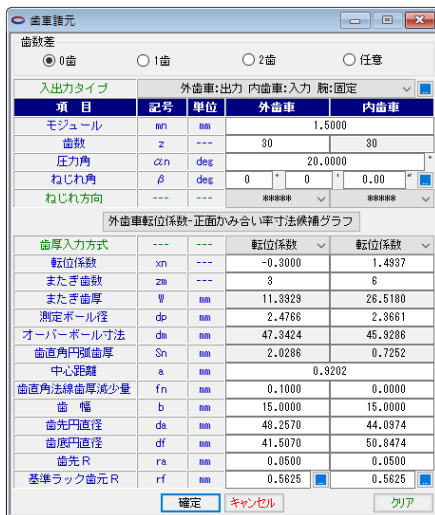 歯車諸元
歯数差
0歯 1歯 2歯 任意
入出力タイプ 外歯車:出力 内歯車:入力 腕:固定
項 目 記号 単位 外歯車 内歯車
モジュール mn mm 1.5000
歯数 z --- 30 30
圧力角 αn deg 20.0000 °
ねじれ角 β deg 0 ° 0 ' 0.00 "
ねじれ方向 --- --- ***** *****
外歯車転位係数-正面かみ合い率寸法候補グラフ
歯厚入力方式 --- --- 転位係数 転位係数
転位係数 xn --- -0.3000 1.4937
またぎ歯数 zm --- 3 6
またぎ歯厚 W mm 11.3929 26.5180
測定ボール径 dp mm 2.4766 2.3661
オーバーボール寸法 dm mm 47.3424 45.9286
歯直角円弧歯厚 Sn mm 2.0286 0.7252
中心距離 a mm 0.9202
歯直角法線歯厚減少量 fn mm 0.1000 0.0000
歯 幅 b mm 15.0000 15.0000
歯先円直径 da mm 48.2570 44.0974
歯底円直径 df mm 41.5070 50.8474
歯先R ra mm 0.0500 0.0500
基準ラック歯元R rf mm 0.5625 0.5625
確定 キャンセル クリア